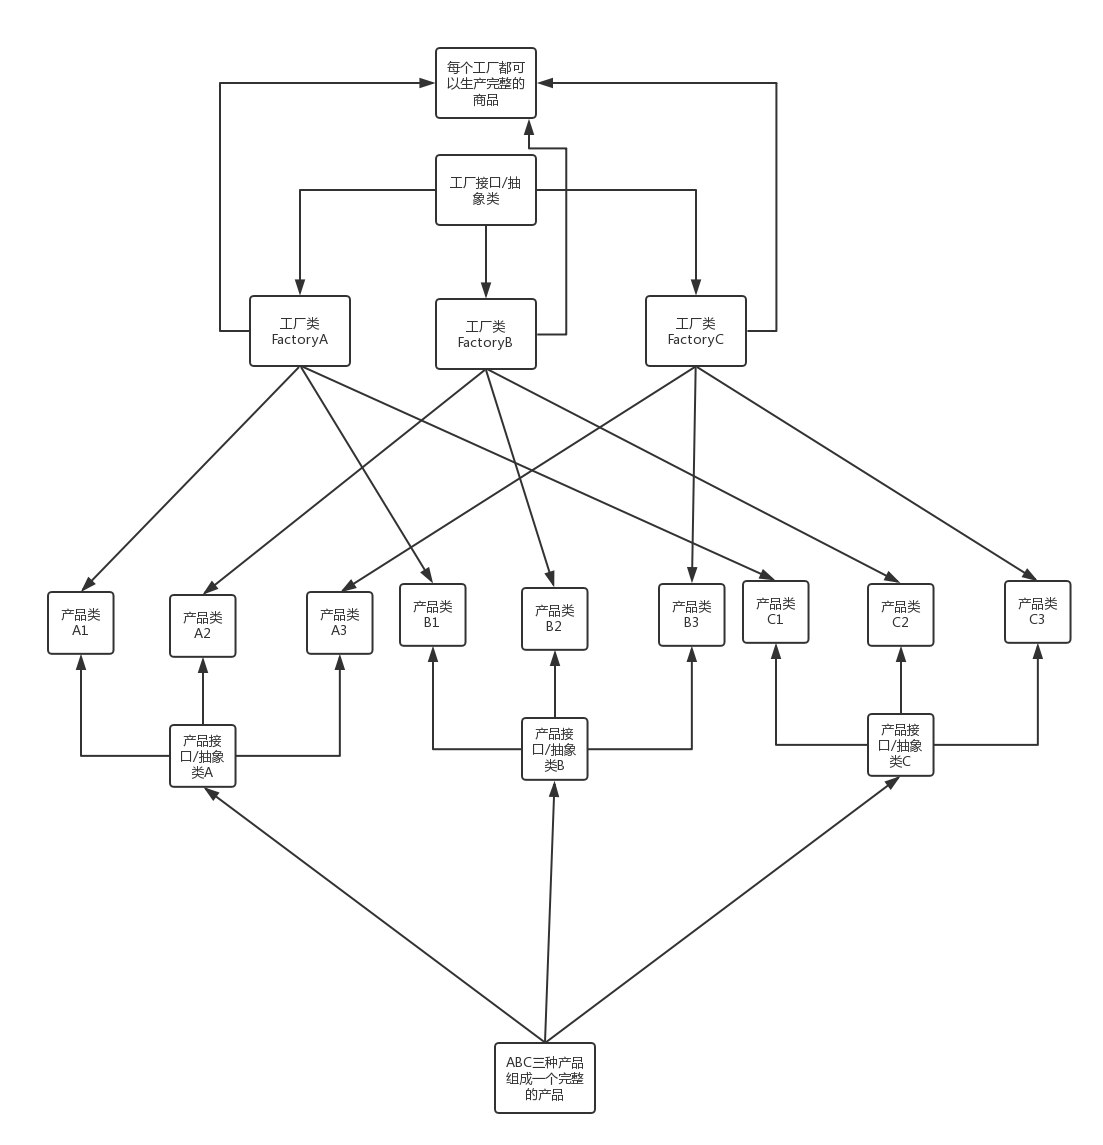 每个工厂都可
以生产完整的
商品
工厂接口/抽
象类
工厂类
FactoryA
工厂类
FactoryB
工厂类
FactoryC
产品类
A1
产品类
A2
产品类
A3
产品类
B1
产品类
B2
产品类
B3
产品类
C1
产品类
C2
产品类
C3
产品接
口/抽象
类A
产品接
口/抽象
类B
产品接
口/抽象
类C
ABC三种产品
组成一个完整
的产品